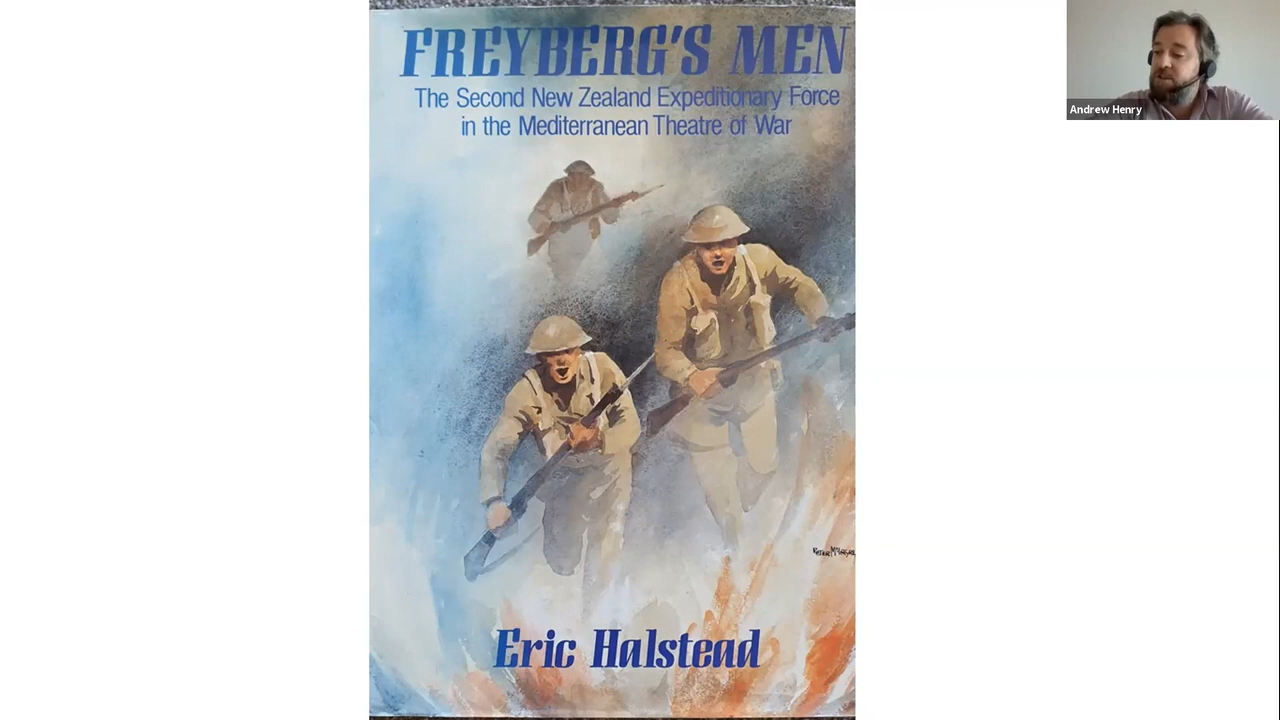 FREYBERG'S MEN
The Second New Zealand Expeditionary Force
in the Mediterranean Theatre of War
Eric Halstead
Andrew Henry